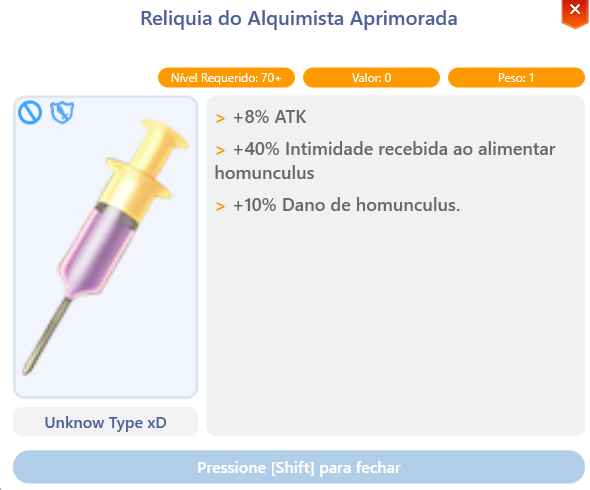 Reliquia do Alquimista Aprimorada
Nível Requerido: 70+
Valor: 0
Peso: 1
> +8% ATK
> +40% Intimidade recebida ao alimentar
homunculus
> +10% Dano de homunculus.
Unknow Type xD
Pressione [Shift] para fechar